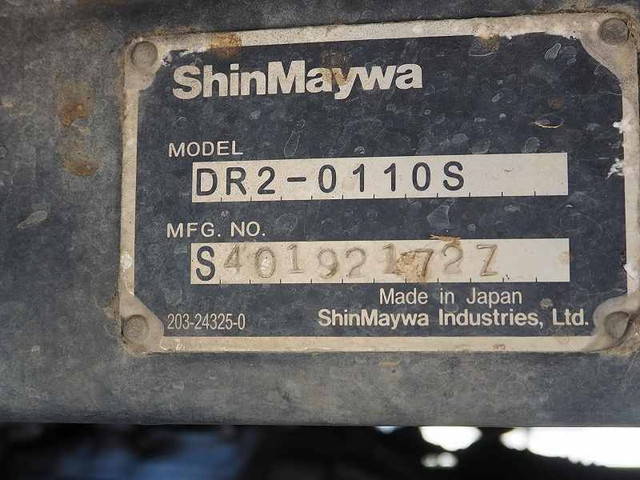 ShinMaywa
MODEL
DR2-0110S
MFG. NO.
S401921727
Made in Japan
203-24325-0
ShinMaywa Industries, Ltd.